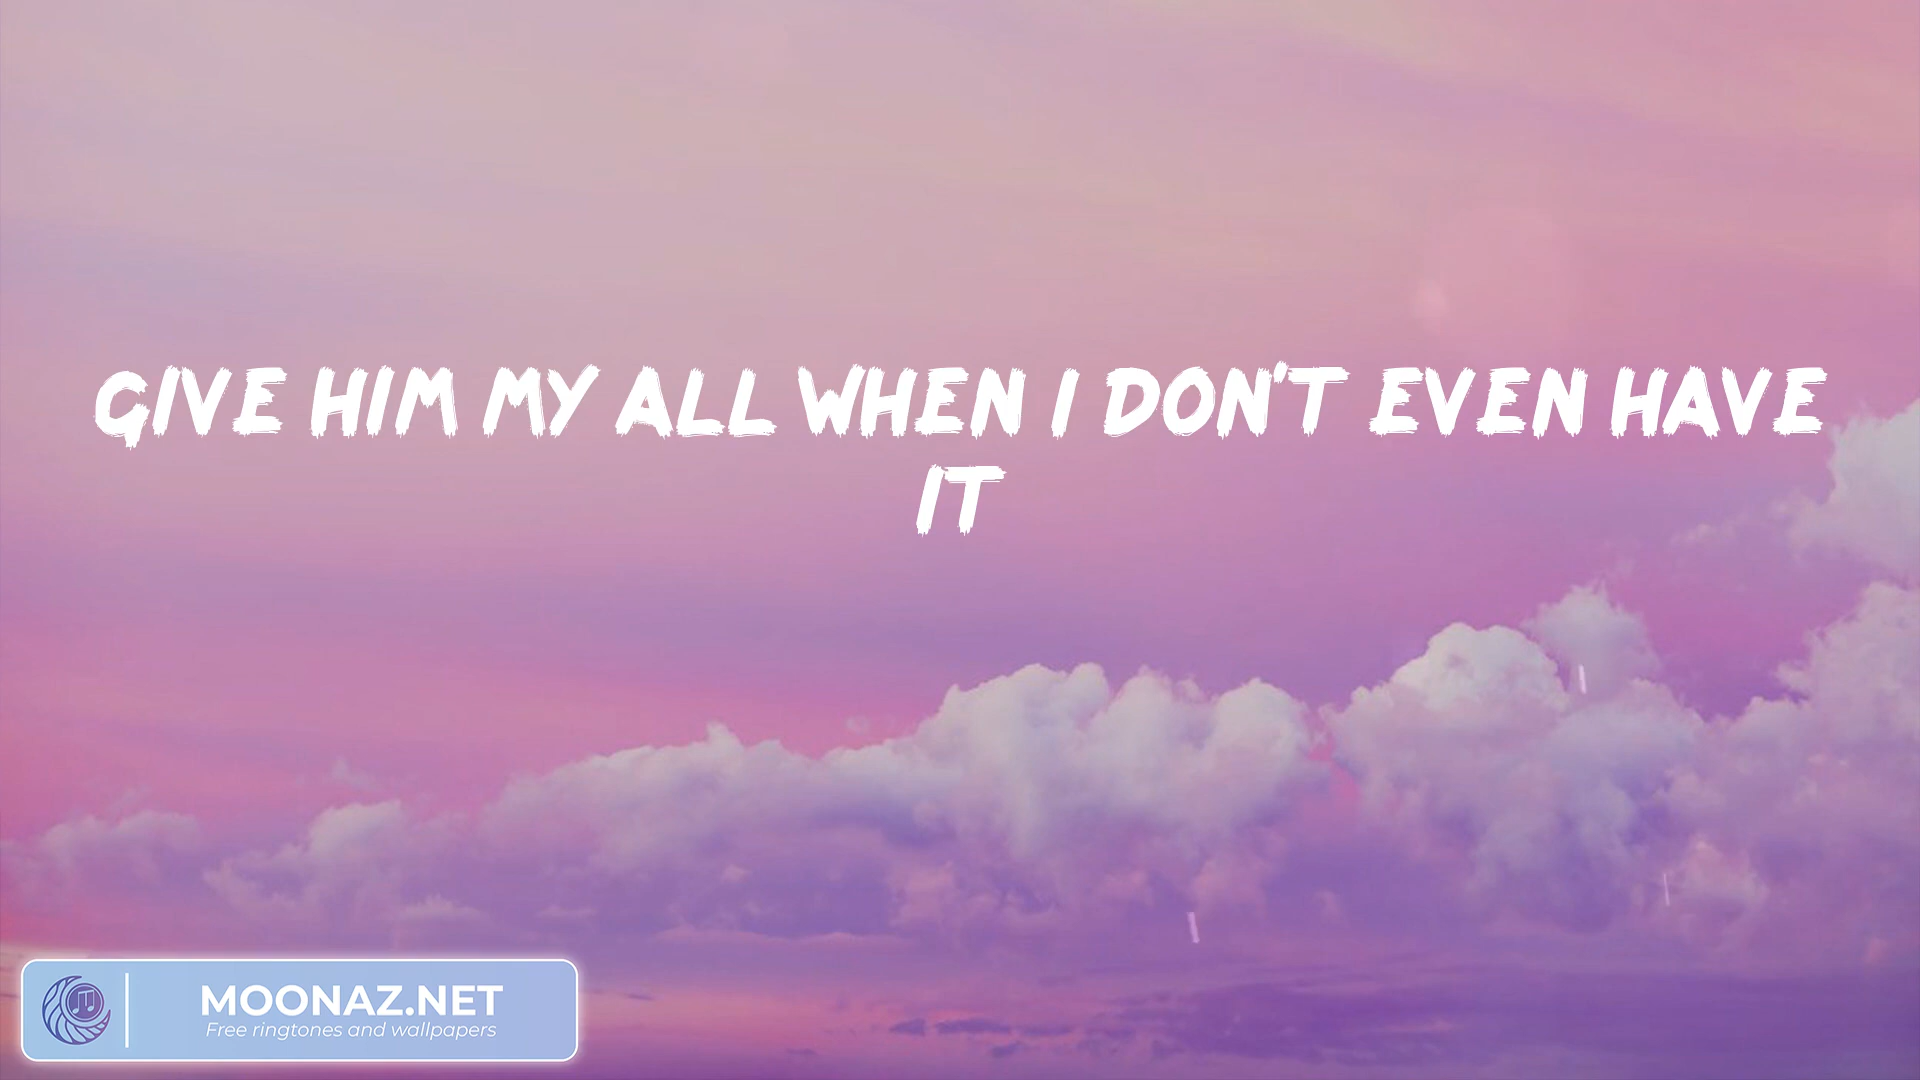 GIVE HIM MY ALL WHEN I DON'T EVEN HAVE
IT
MOONAZ.NET
Free ringtones and wallpapers